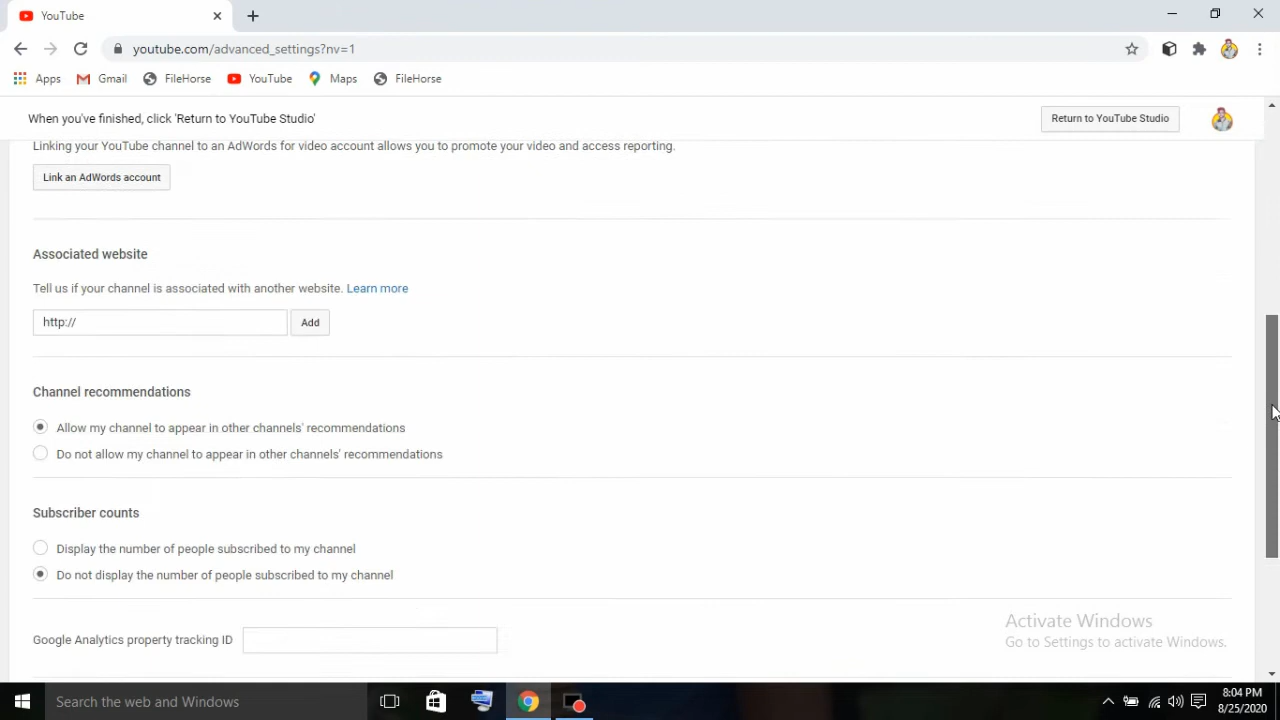 YouTube
youtube.com/advanced_settings?nv=1
Apps Gmail FileHorse YouTube Maps FileHorse
When you've finished, click 'Return to YouTube Studio'
Return to YouTube Studio
Linking your YouTube channel to an AdWords for video account allows you to promote your video and access reporting.
Link an AdWords account
Associated website
Tell us if your channel is associated with another website. Learn more
http:// Add
Channel recommendations
Allow my channel to appear in other channels' recommendations
Do not allow my channel to appear in other channels' recommendations
Subscriber counts
Display the number of people subscribed to my channel
Do not display the number of people subscribed to my channel
Google Analytics property tracking ID
Activate Windows
Go to Settings to activate Windows.
Search the web and Windows
8:04 PM
8/25/2020